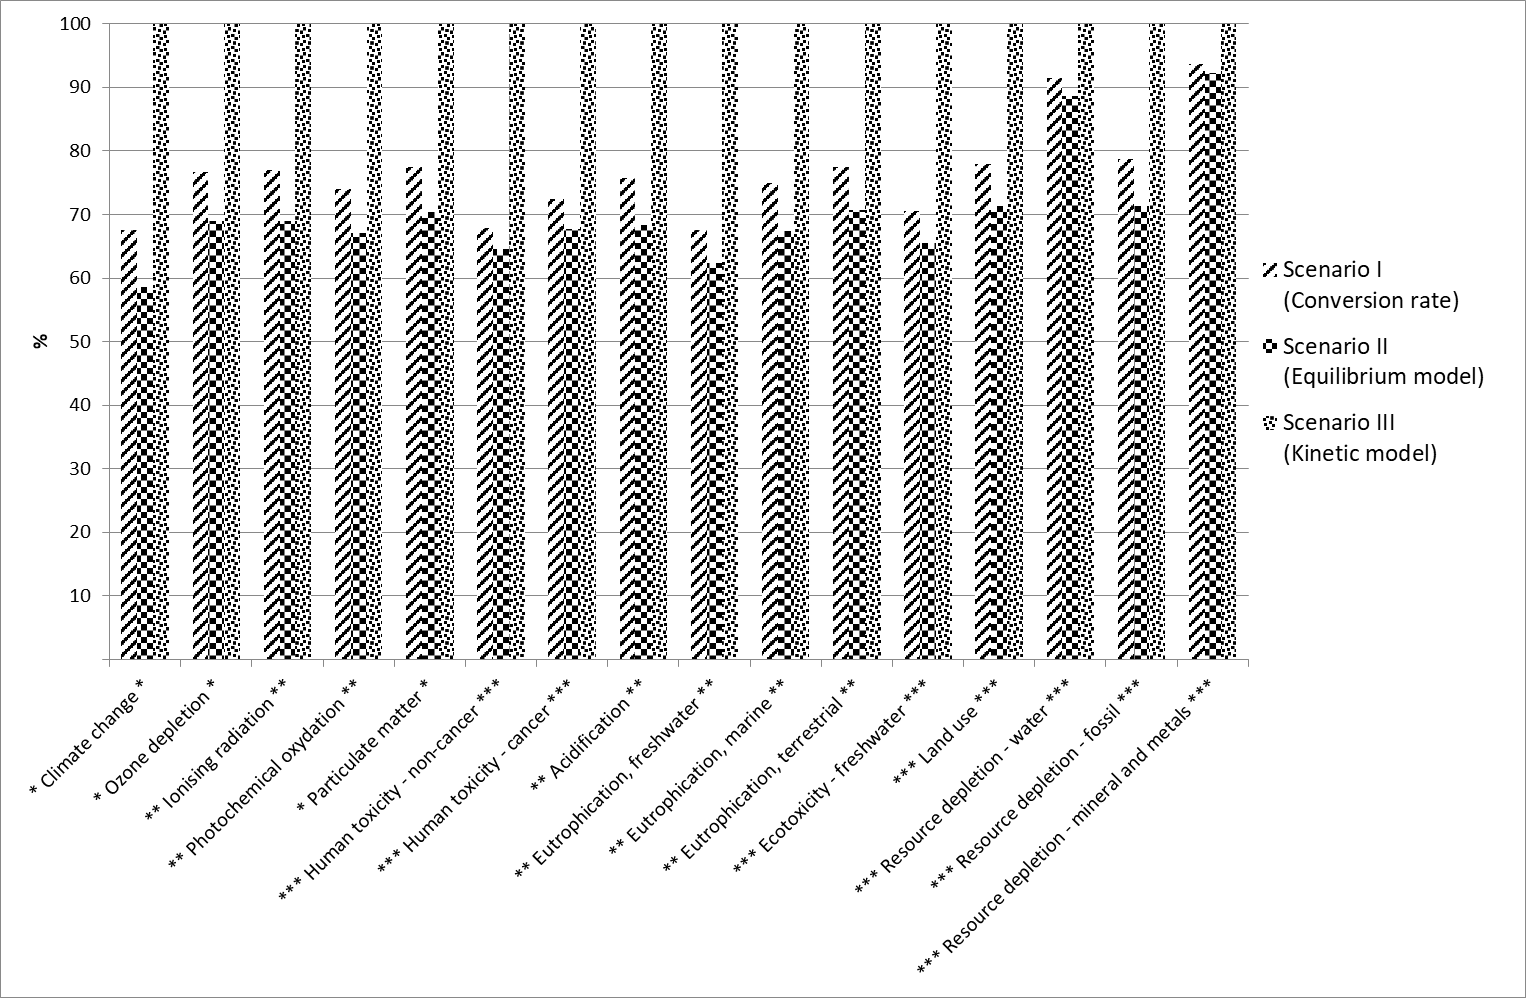 100
90
80
70
60
50
40
30
20
10
%
* Climate change *
* Ozone depletion *
** Ionising radiation **
** Photochemical oxydation **
* Particulate matter *
*** Human toxicity - non-cancer ***
*** Human toxicity - cancer ***
** Acidification **
** Eutrophication, freshwater **
** Eutrophication, marine **
** Eutrophication, terrestrial **
*** Ecotoxicity - freshwater ***
*** Land use ***
*** Resource depletion - water ***
*** Resource depletion - fossil ***
*** Resource depletion - mineral and metals ***
Scenario I
(Conversion rate)
Scenario II
(Equilibrium model)
Scenario III
(Kinetic model)